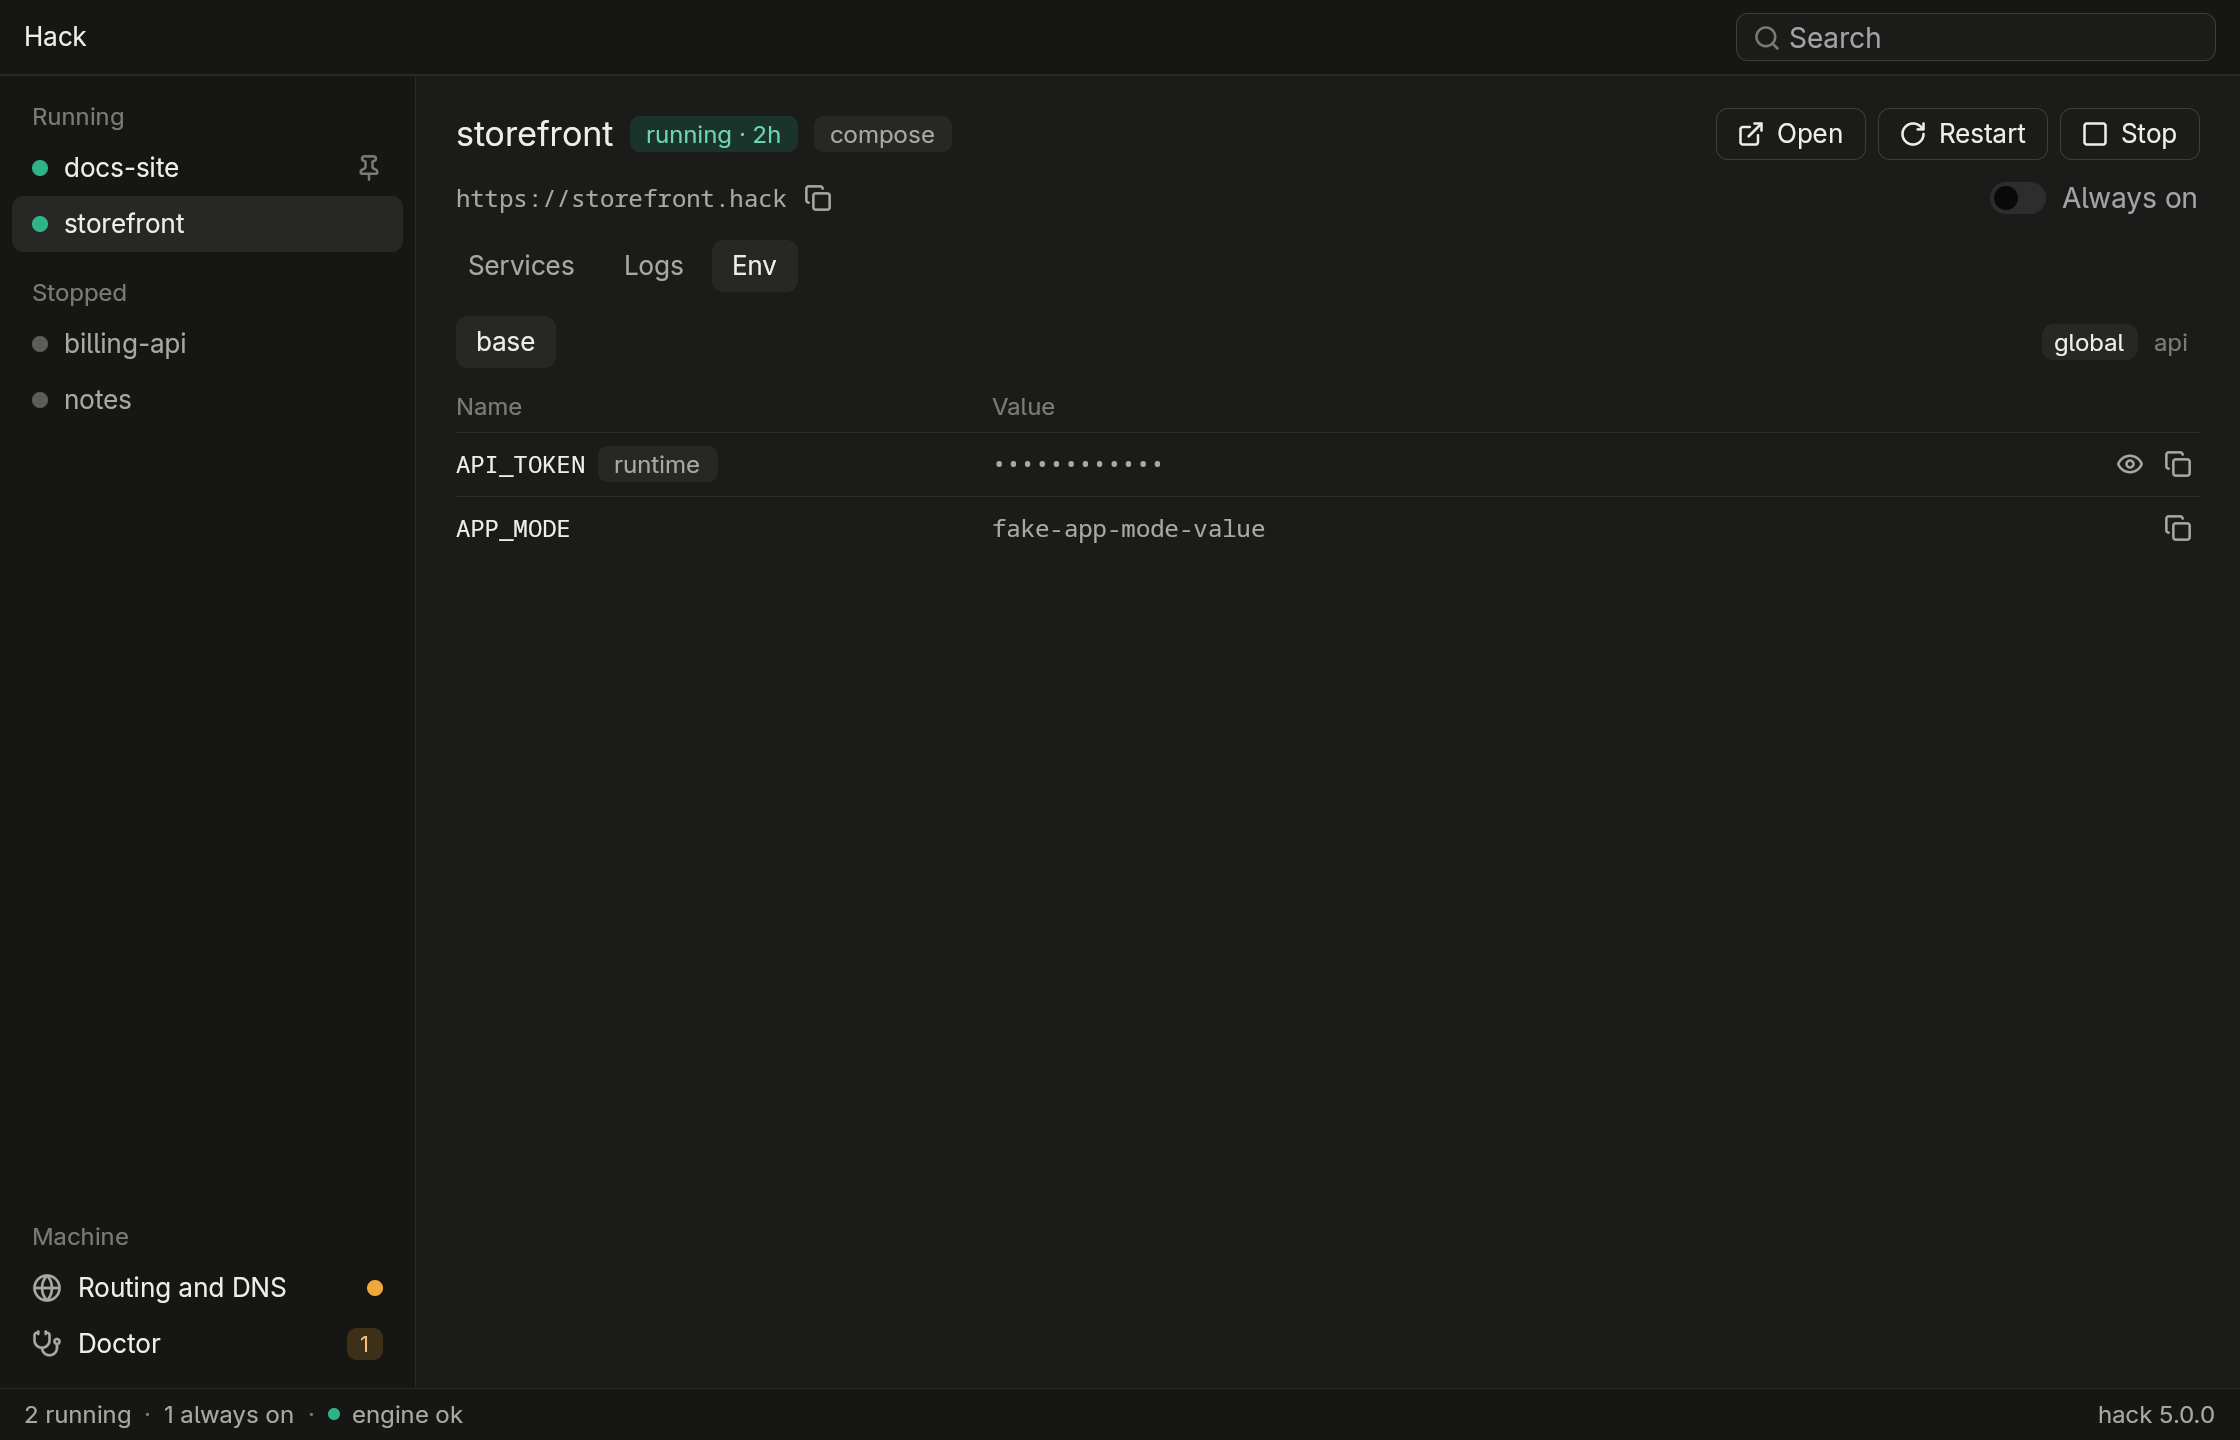 Hack
Search
Running
docs-site
storefront
Stopped
billing-api
notes
Machine
Routing and DNS
Doctor 1
storefront running · 2h compose
Open Restart Stop
https://storefront.hack
Always on
Services Logs Env
base
global api
Name Value
API_TOKEN runtime ••••••••••••
APP_MODE fake-app-mode-value
2 running · 1 always on · engine ok
hack 5.0.0